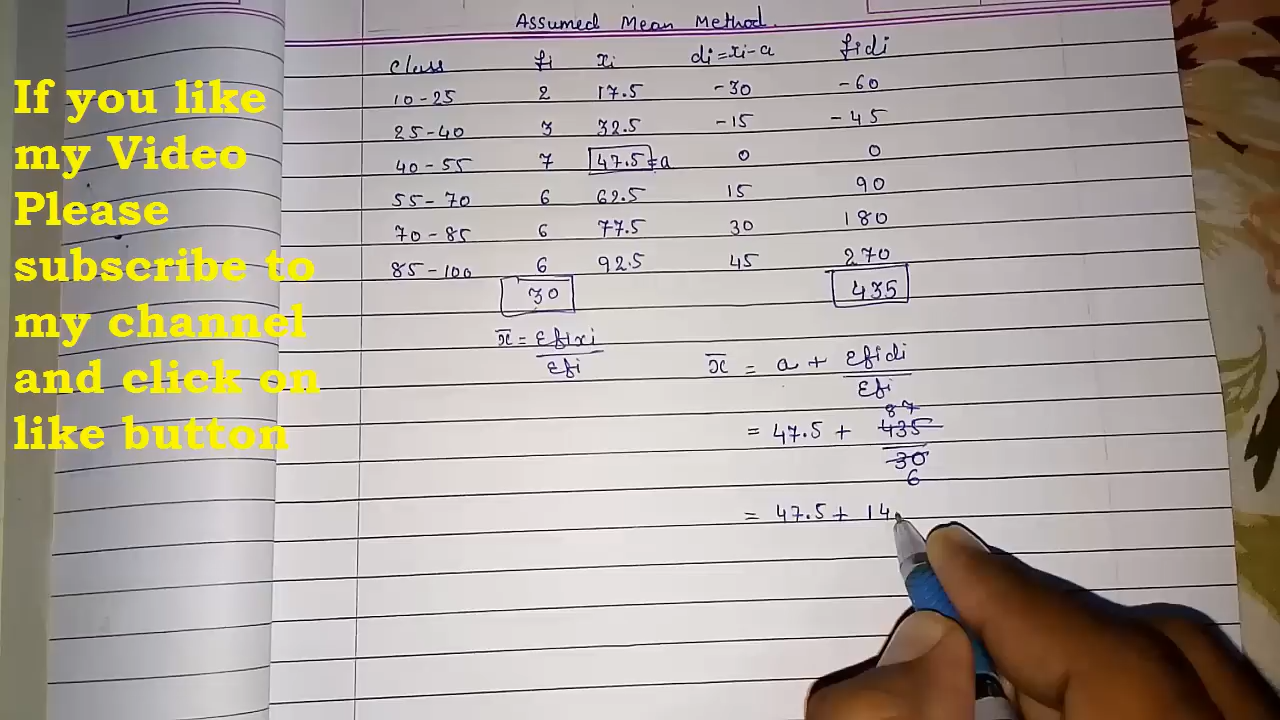 Assumed Mean Method.
class fi xi di=xi-a fidi
10-25 2 17.5 -30 -60
25-40 3 32.5 -15 -45
40-55 7 47.5=a 0 0
55-70 6 62.5 15 90
70-85 6 77.5 30 180
85-100 6 92.5 45 270
30 435
x̄ = Σfixi / Σfi
x̄ = a + Σfidi / Σfi
87
= 47.5 + 435 / 30
6
= 47.5 + 14.
If you like
my Video
Please
subscribe to
my channel
and click on
like button